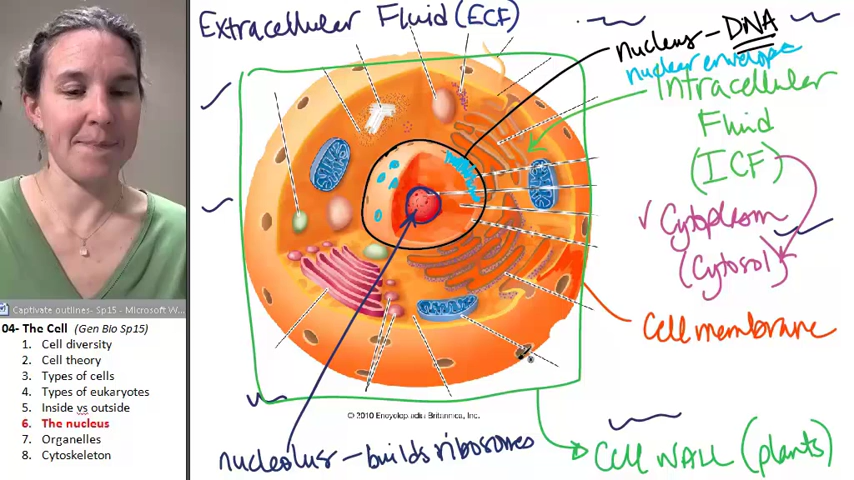 Extracellular Fluid (ECF)
nucleus - DNA
nuclear envelope
Intracellular
Fluid
(ICF)
Cytoplasm
(Cytosol)
Cell membrane
© 2010 Encyclopædia Britannica, Inc.
nucleolus - builds ribosomes
CELL WALL (plants)
Captivate outlines- Sp15 - Microsoft W...
04- The Cell (Gen Bio Sp15)
1. Cell diversity
2. Cell theory
3. Types of cells
4. Types of eukaryotes
5. Inside vs outside
6. The nucleus
7. Organelles
8. Cytoskeleton